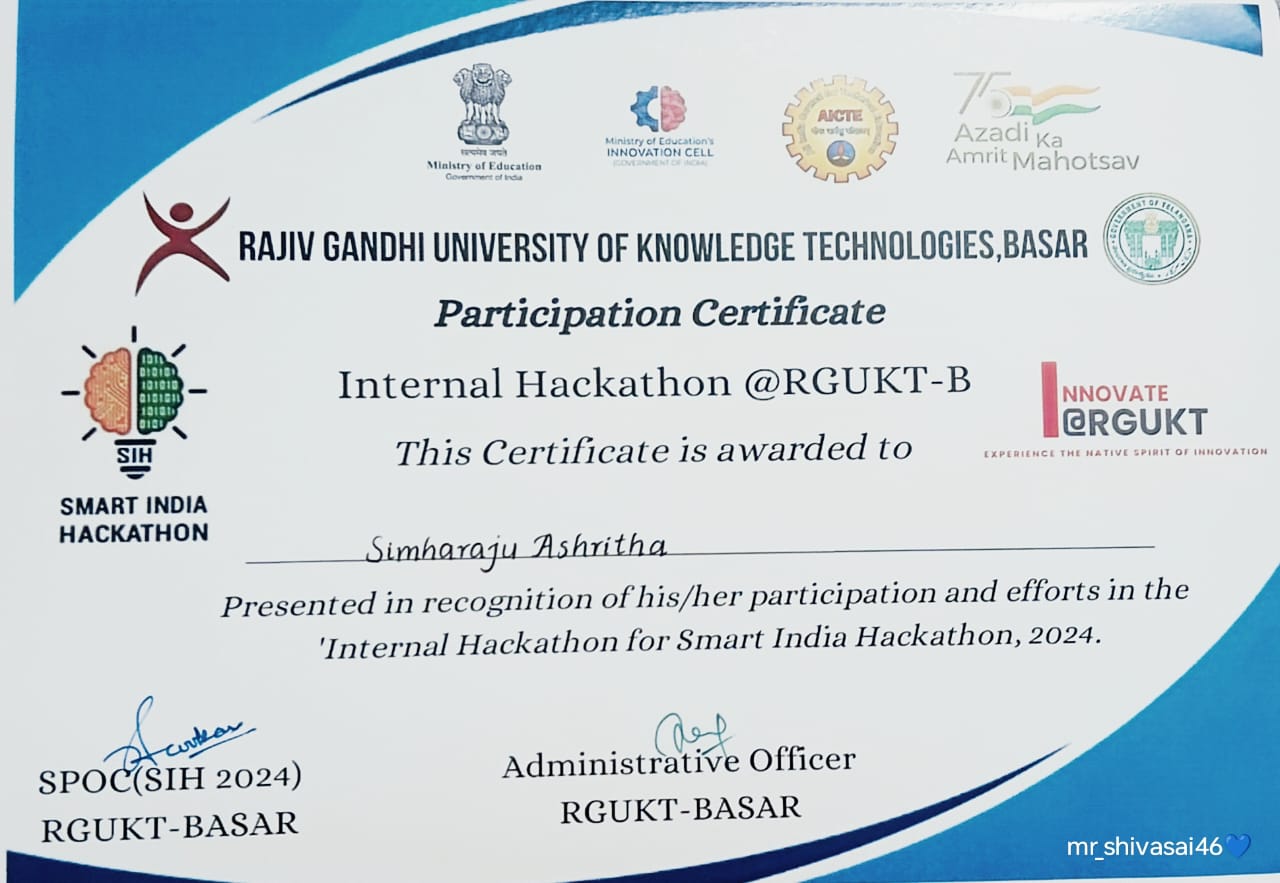 सत्यमेव जयते
Ministry of Education
Government of India
Ministry of Education's
INNOVATION CELL
(GOVERNMENT OF INDIA)
AICTE
75
Azadi Ka
Amrit Mahotsav
RAJIV GANDHI UNIVERSITY OF KNOWLEDGE TECHNOLOGIES,BASAR
GOVERNMENT OF TELANGANA
Participation Certificate
Internal Hackathon @RGUKT-B
INNOVATE
@RGUKT
EXPERIENCE THE NATIVE SPIRIT OF INNOVATION
This Certificate is awarded to
SIH
SMART INDIA
HACKATHON
Simharaju Ashritha
Presented in recognition of his/her participation and efforts in the
'Internal Hackathon for Smart India Hackathon, 2024.
SPOC(SIH 2024)
RGUKT-BASAR
Administrative Officer
RGUKT-BASAR
mr_shivasai46💙